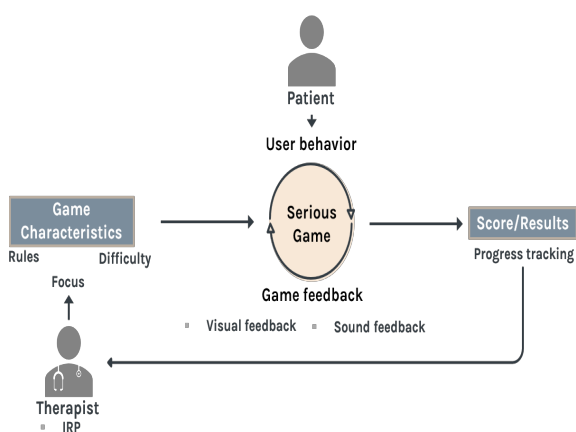 Patient
User behavior
Game
Characteristics
Serious
Game
Score/Results
Rules
Difficulty
Progress tracking
Focus
Game feedback
Visual feedback
Sound feedback
Therapist
IRP